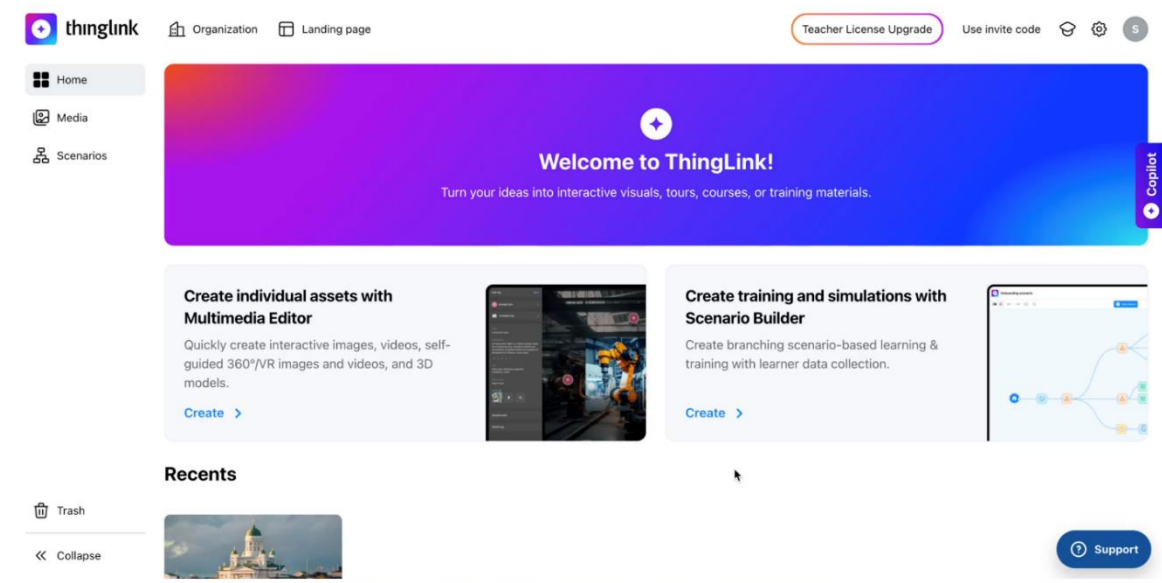 thinglink
Organization
Landing page
Teacher License Upgrade
Use invite code
S
Home
Media
Scenarios
Welcome to ThingLink!
Turn your ideas into interactive visuals, tours, courses, or training materials.
Copilot
Create individual assets with
Multimedia Editor
Quickly create interactive images, videos, self-
guided 360°/VR images and videos, and 3D
models.
Create
Create training and simulations with
Scenario Builder
Create branching scenario-based learning &
training with learner data collection.
Create
Recents
Trash
Collapse
Support